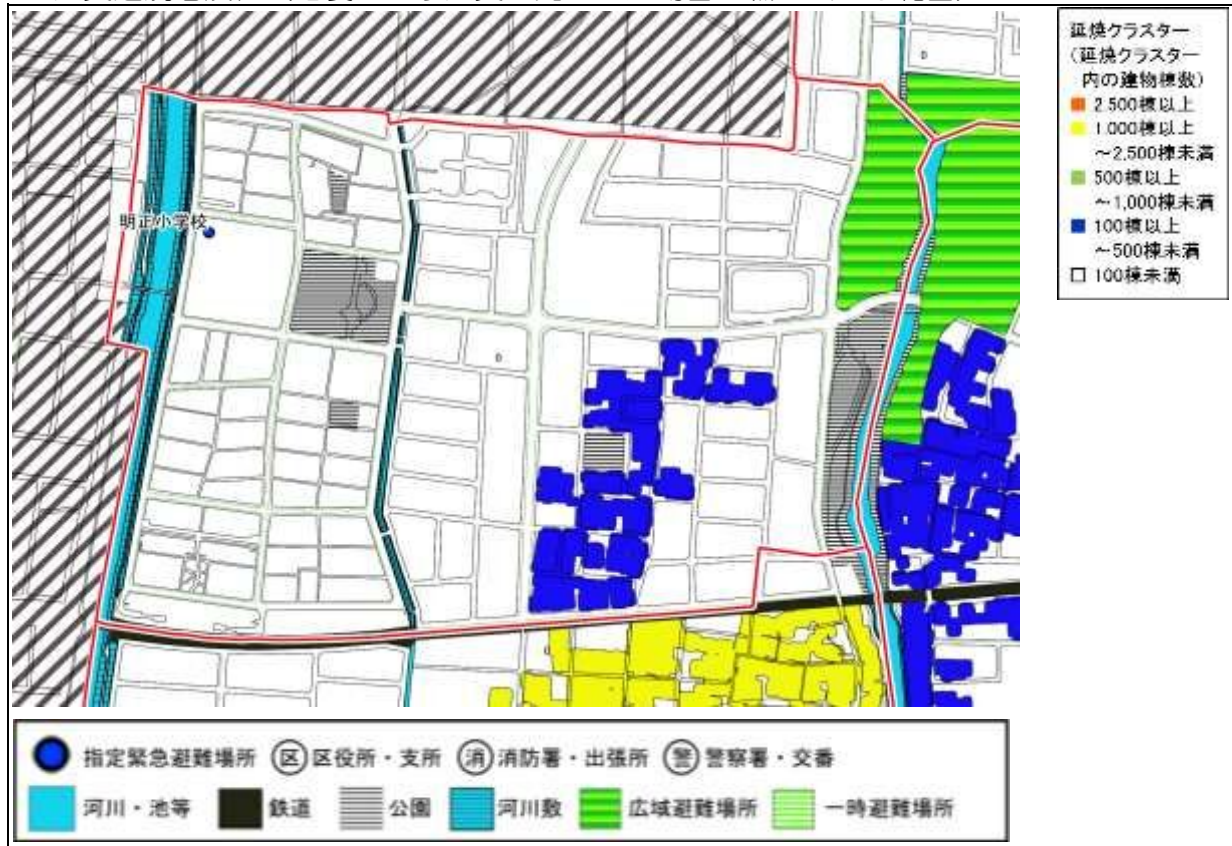 明正小学校
延焼クラスター
(延焼クラスター
内の建物棟数)
2,500棟以上
1,000棟以上
~2,500棟未満
500棟以上
~1,000棟未満
100棟以上
~500棟未満
100棟未満
指定緊急避難場所 区 区役所・支所 消 消防署・出張所 警 警察署・交番
河川・池等 鉄道 公園 河川敷 広域避難場所 一時避難場所